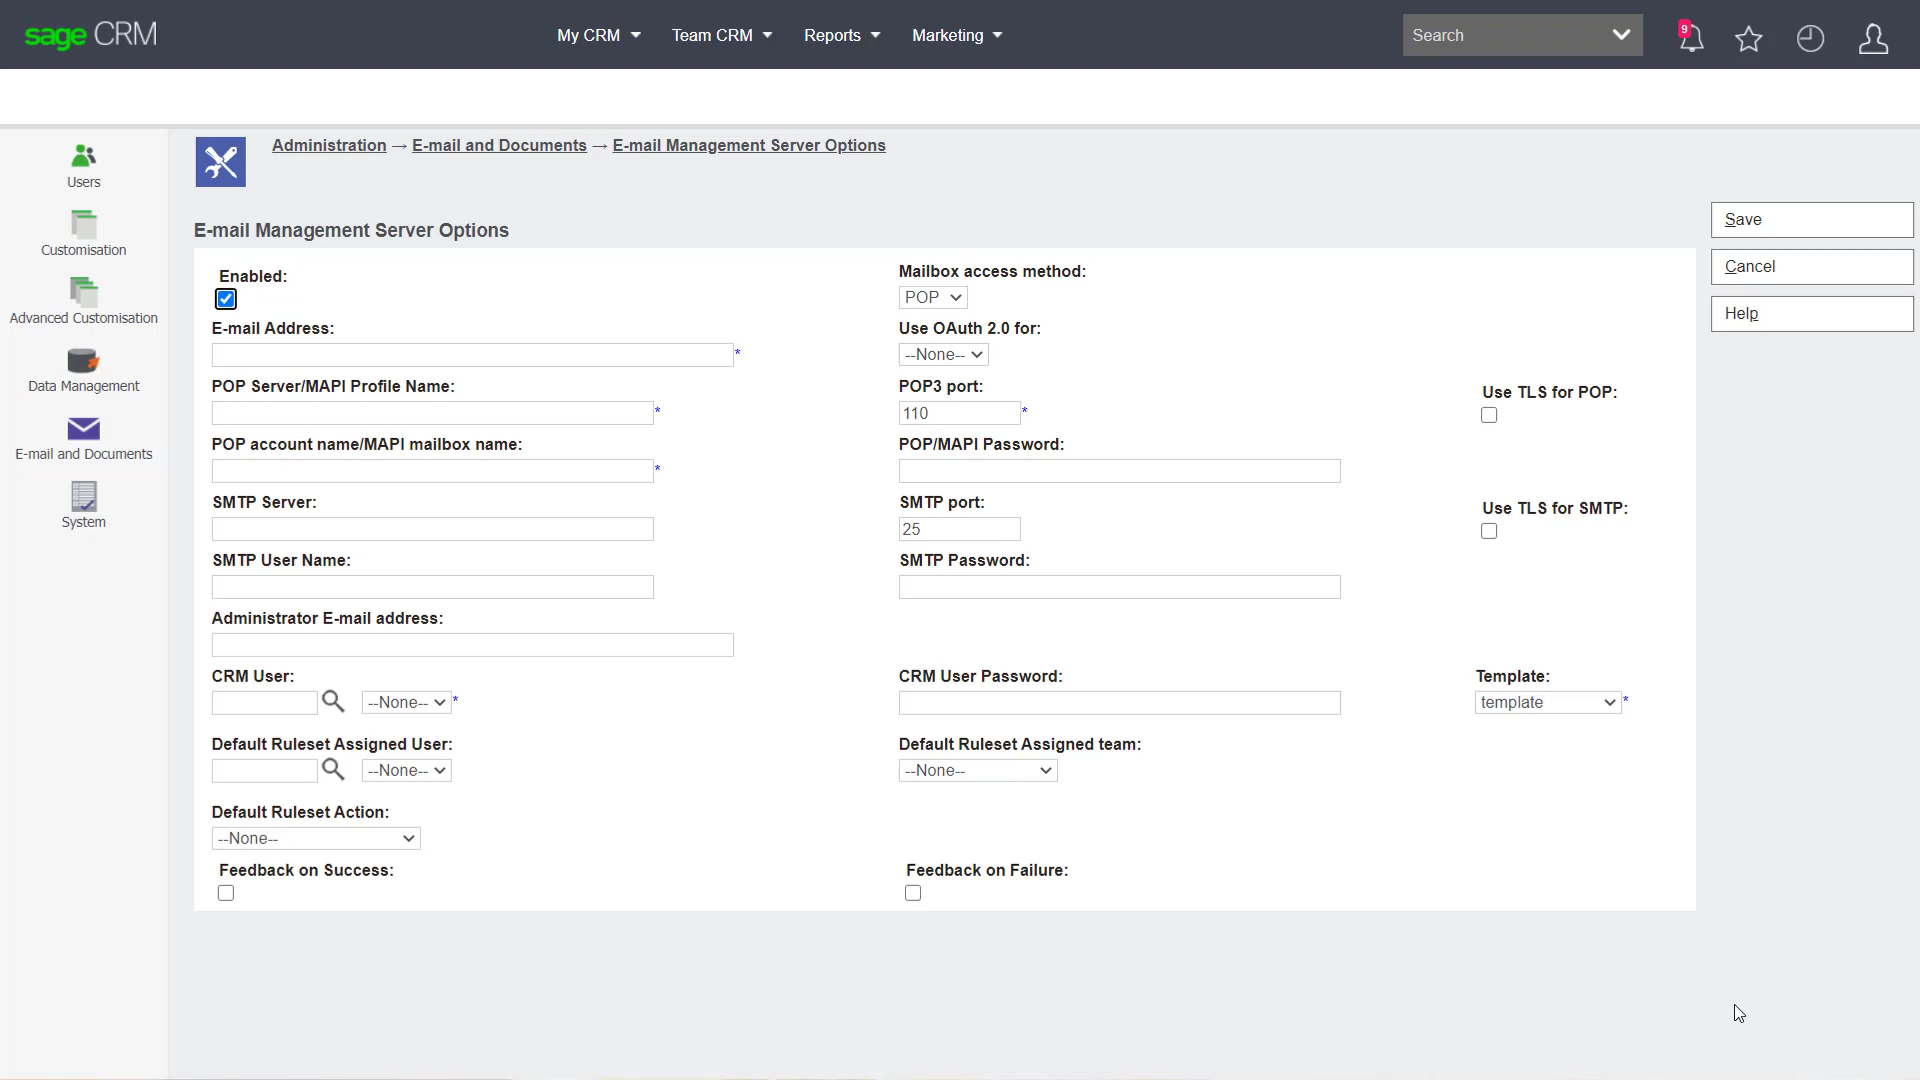 sage CRM
My CRM Team CRM Reports Marketing
Search
9
Users
Customisation
Advanced Customisation
Data Management
E-mail and Documents
System
Administration → E-mail and Documents → E-mail Management Server Options
E-mail Management Server Options
Enabled:
Mailbox access method:
POP
E-mail Address:
*
Use OAuth 2.0 for:
--None--
POP Server/MAPI Profile Name:
*
POP3 port:
110 *
Use TLS for POP:
POP account name/MAPI mailbox name:
*
POP/MAPI Password:
SMTP Server:
SMTP port:
25
Use TLS for SMTP:
SMTP User Name:
SMTP Password:
Administrator E-mail address:
CRM User:
--None-- *
CRM User Password:
Template:
template *
Default Ruleset Assigned User:
--None--
Default Ruleset Assigned team:
--None--
Default Ruleset Action:
--None--
Feedback on Success:
Feedback on Failure:
Save
Cancel
Help